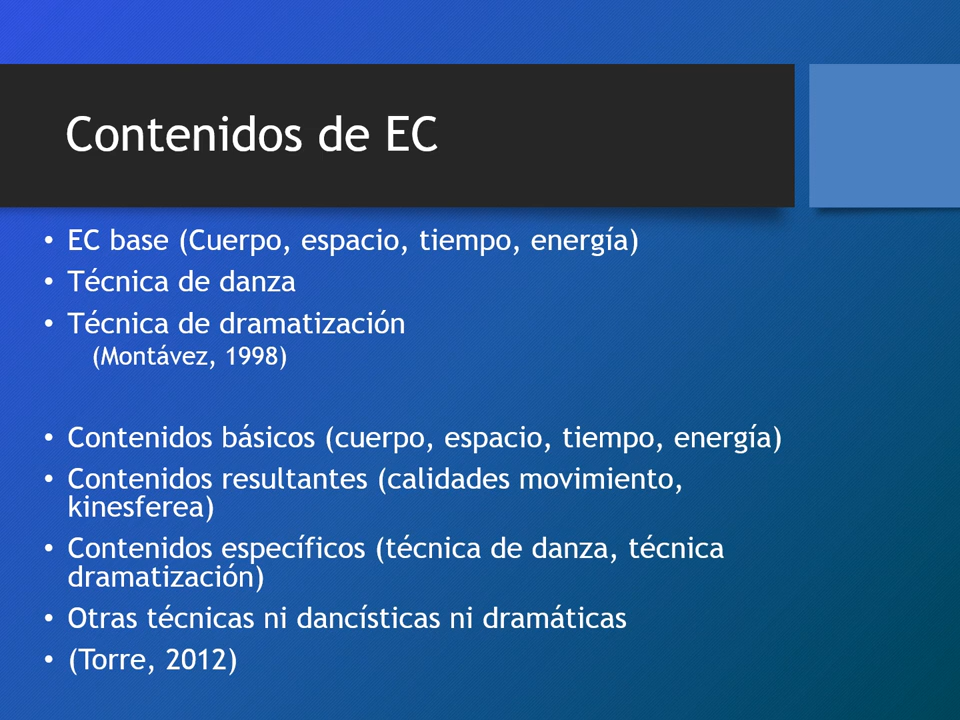 Contenidos de EC
• EC base (Cuerpo, espacio, tiempo, energía)
• Técnica de danza
• Técnica de dramatización
(Montávez, 1998)
• Contenidos básicos (cuerpo, espacio, tiempo, energía)
• Contenidos resultantes (calidades movimiento,
kinesferea)
• Contenidos específicos (técnica de danza, técnica
dramatización)
• Otras técnicas ni dancísticas ni dramáticas
• (Torre, 2012)